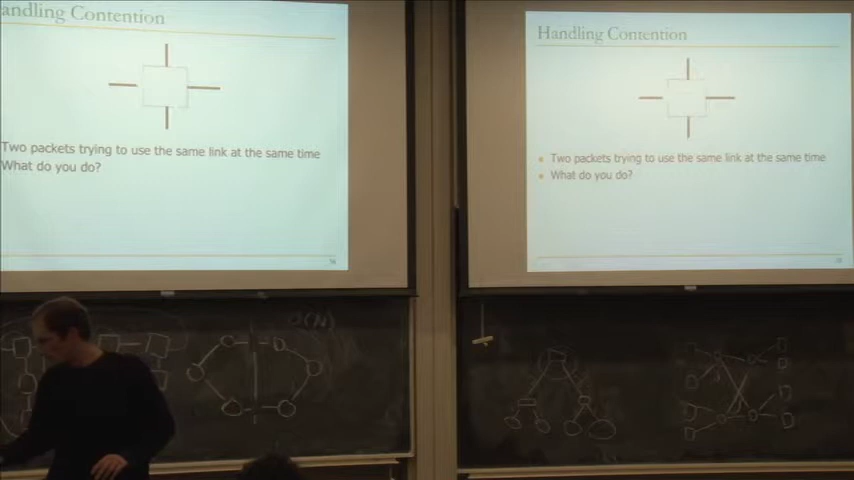 andling Contention
Two packets trying to use the same link at the same time
What do you do?
Handling Contention
Two packets trying to use the same link at the same time
What do you do?